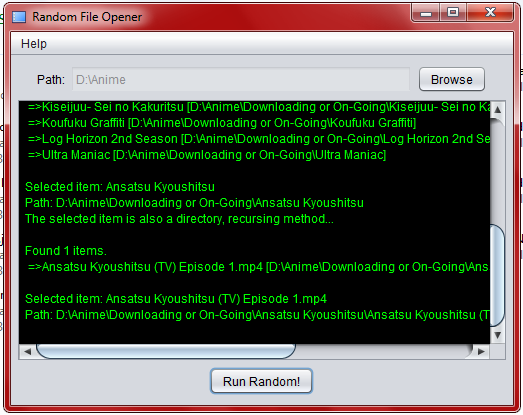 Random File Opener
Help
Path: D:\Anime Browse
=>Kiseijuu- Sei no Kakuritsu [D:\Anime\Downloading or On-Going\Kiseijuu- Sei no Ka
=>Koufuku Graffiti [D:\Anime\Downloading or On-Going\Koufuku Graffiti]
=>Log Horizon 2nd Season [D:\Anime\Downloading or On-Going\Log Horizon 2nd Se
=>Ultra Maniac [D:\Anime\Downloading or On-Going\Ultra Maniac]
Selected item: Ansatsu Kyoushitsu
Path: D:\Anime\Downloading or On-Going\Ansatsu Kyoushitsu
The selected item is also a directory, recursing method...
Found 1 items.
=>Ansatsu Kyoushitsu (TV) Episode 1.mp4 [D:\Anime\Downloading or On-Going\Ans
Selected item: Ansatsu Kyoushitsu (TV) Episode 1.mp4
Path: D:\Anime\Downloading or On-Going\Ansatsu Kyoushitsu\Ansatsu Kyoushitsu (T
Run Random!